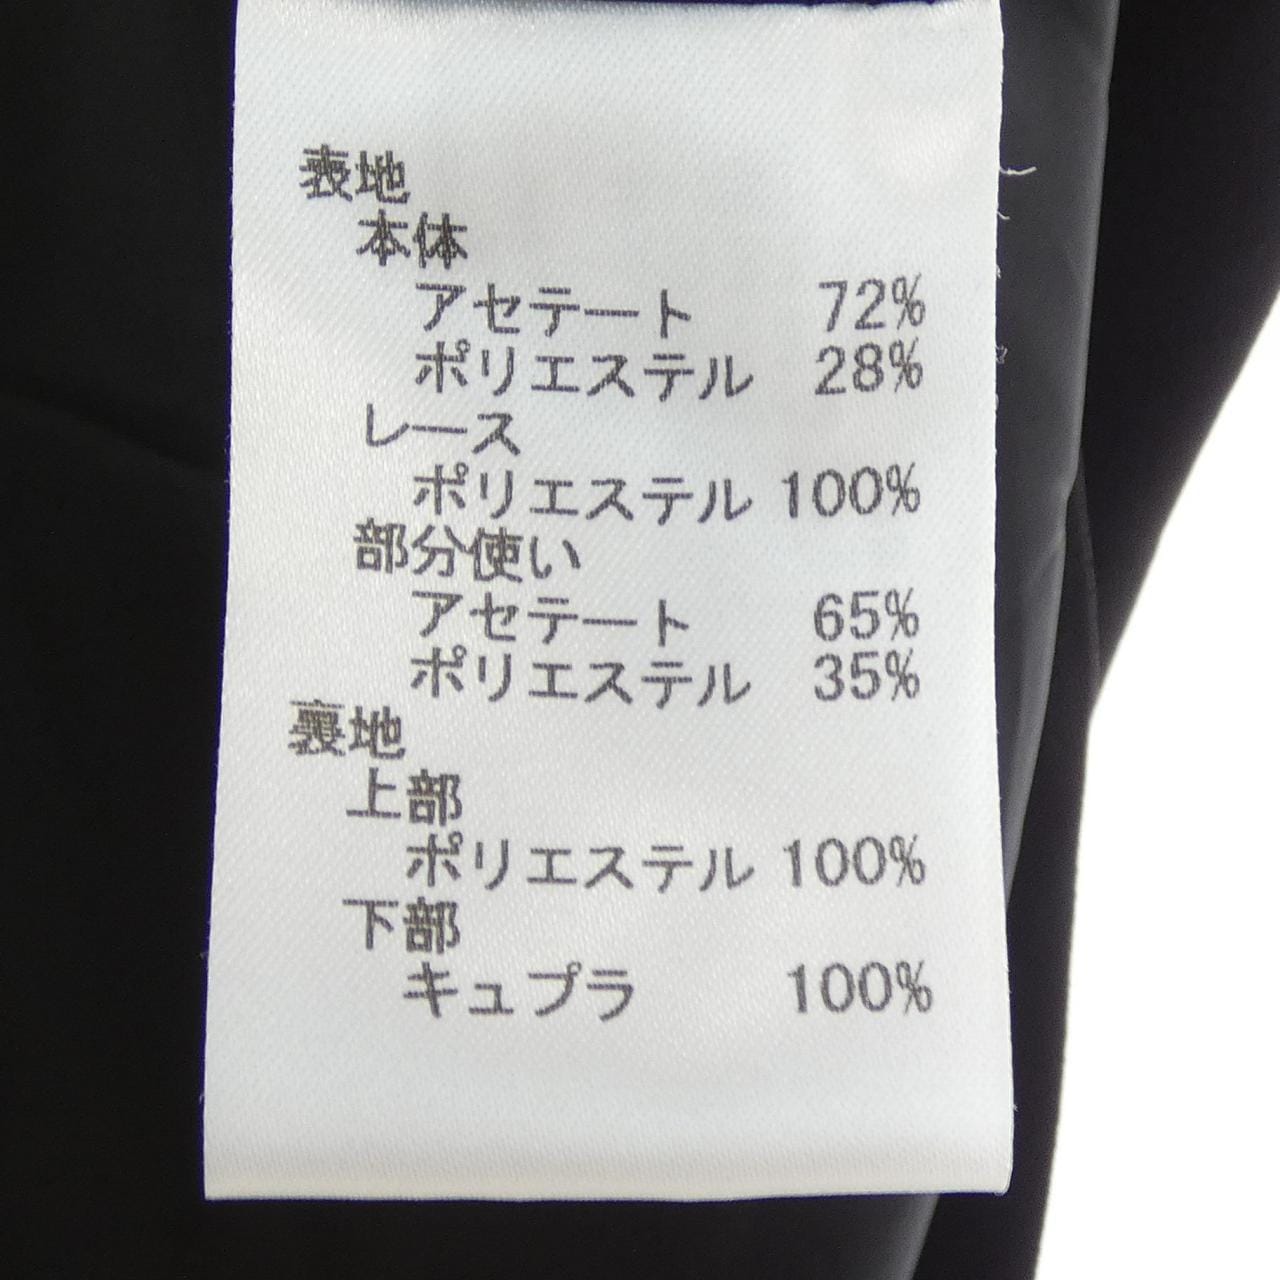 表地
本体
アセテート 72%
ポリエステル 28%
レース
ポリエステル 100%
部分使い
アセテート 65%
ポリエステル 35%
裏地
上部
ポリエステル 100%
下部
キュプラ 100%